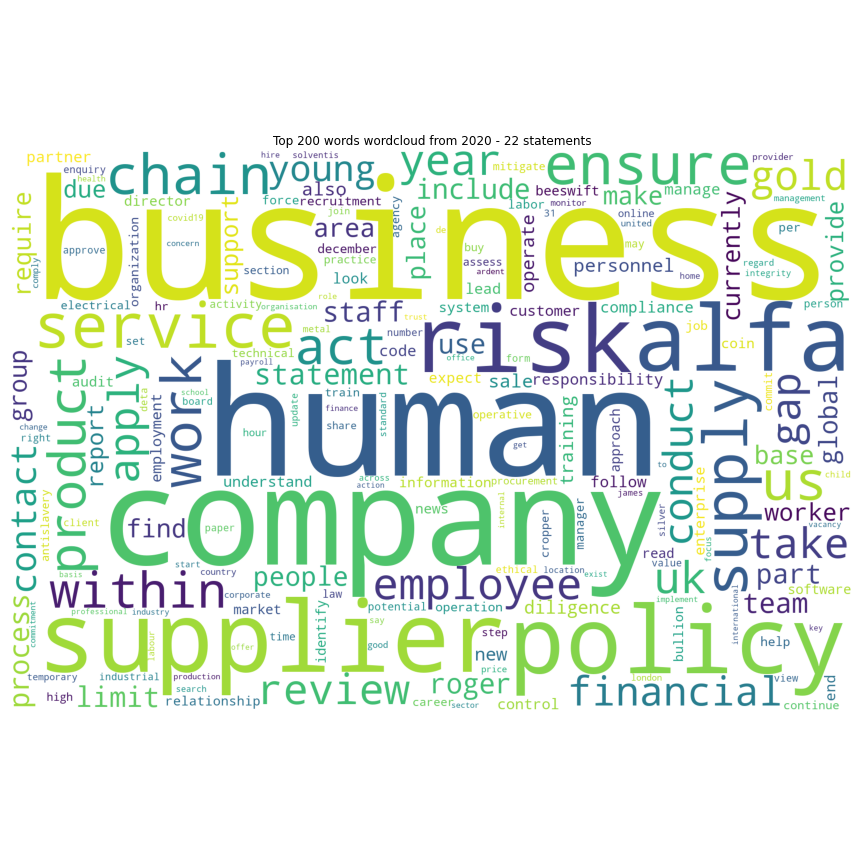 Top 200 words wordcloud from 2020 - 22 statements
business
human
company
supplier
policy
risk
alfa
service
ensure
chain
young
year
gold
act
supply
gap
us
take
uk
employee
within
work
product
apply
financial
review
limit
roger
people
find
process
contact
group
report
require
support
area
staff
statement
include
make
place
provide
currently
operate
personnel
conduct
global
base
worker
part
team
use
due
partner
enquiry
health
comply
approve
covid19
concern
director
organization
also
recruitment
december
practice
section
look
force
hire
solventis
join
agency
mitigate
labor
beeswift
manage
provider
monitor
management
31
online
united
may
per
buy
assess
ardent
lead
de
home
regard
integrity
person
electrical
activity
organisation
role
trust
metal
system
number
customer
compliance
job
coin
set
hr
technical
payroll
office
code
form
expect
sale
responsibility
audit
deta
employment
school
board
train
finance
update
hour
share
standard
operative
get
training
approach
to
commit
change
right
understand
across
action
information
procurement
follow
news
internal
james
silver
enterprise
child
vacancy
antislavery
client
paper
cropper
manager
read
value
focus
software
basis
start
country
law
ethical
location
exist
diligence
implement
bullion
international
commitment
professional
industry
corporate
market
identify
potential
operation
labour
offer
time
say
good
step
new
help
key
temporary
industrial
production
high
search
relationship
career
sector
price
control
london
view
end
continue